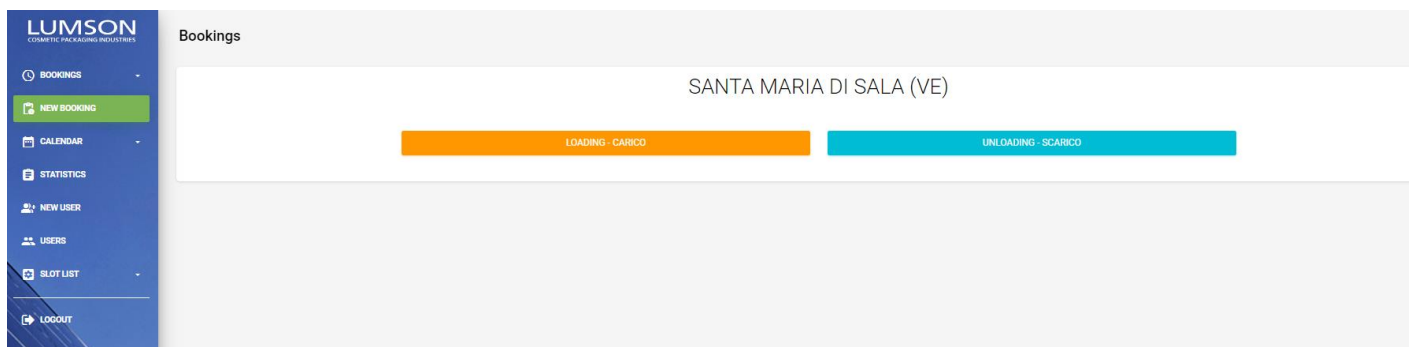 LUMSON
COSMETIC PACKAGING INDUSTRIES
BOOKINGS
NEW BOOKING
CALENDAR
STATISTICS
NEW USER
USERS
SLOT LIST
LOGOUT
Bookings
SANTA MARIA DI SALA (VE)
LOADING - CARICO
UNLOADING - SCARICO